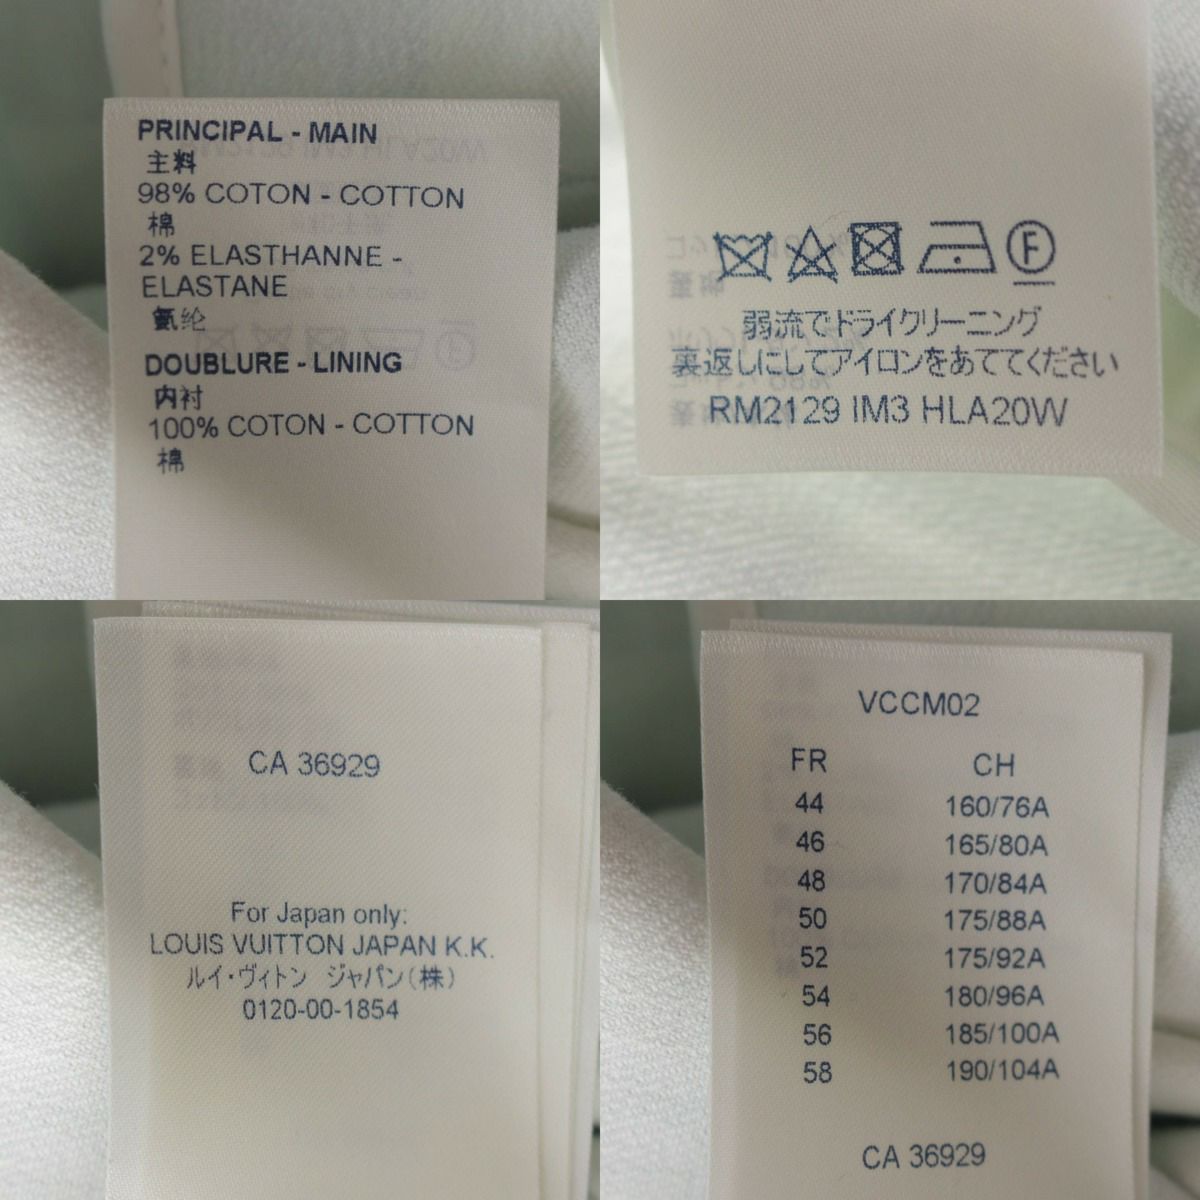 PRINCIPAL - MAIN
主料
98% COTON - COTTON
棉
2% ELASTHANNE -
ELASTANE
氨纶
DOUBLURE - LINING
内衬
100% COTON - COTTON
棉
F
弱流でドライクリーニング
裏返しにしてアイロンをあててください
RM2129 IM3 HLA20W
CA 36929
For Japan only:
LOUIS VUITTON JAPAN K.K.
ルイ・ヴィトン ジャパン(株)
0120-00-1854
VCCM02
FR CH
44 160/76A
46 165/80A
48 170/84A
50 175/88A
52 175/92A
54 180/96A
56 185/100A
58 190/104A
CA 36929